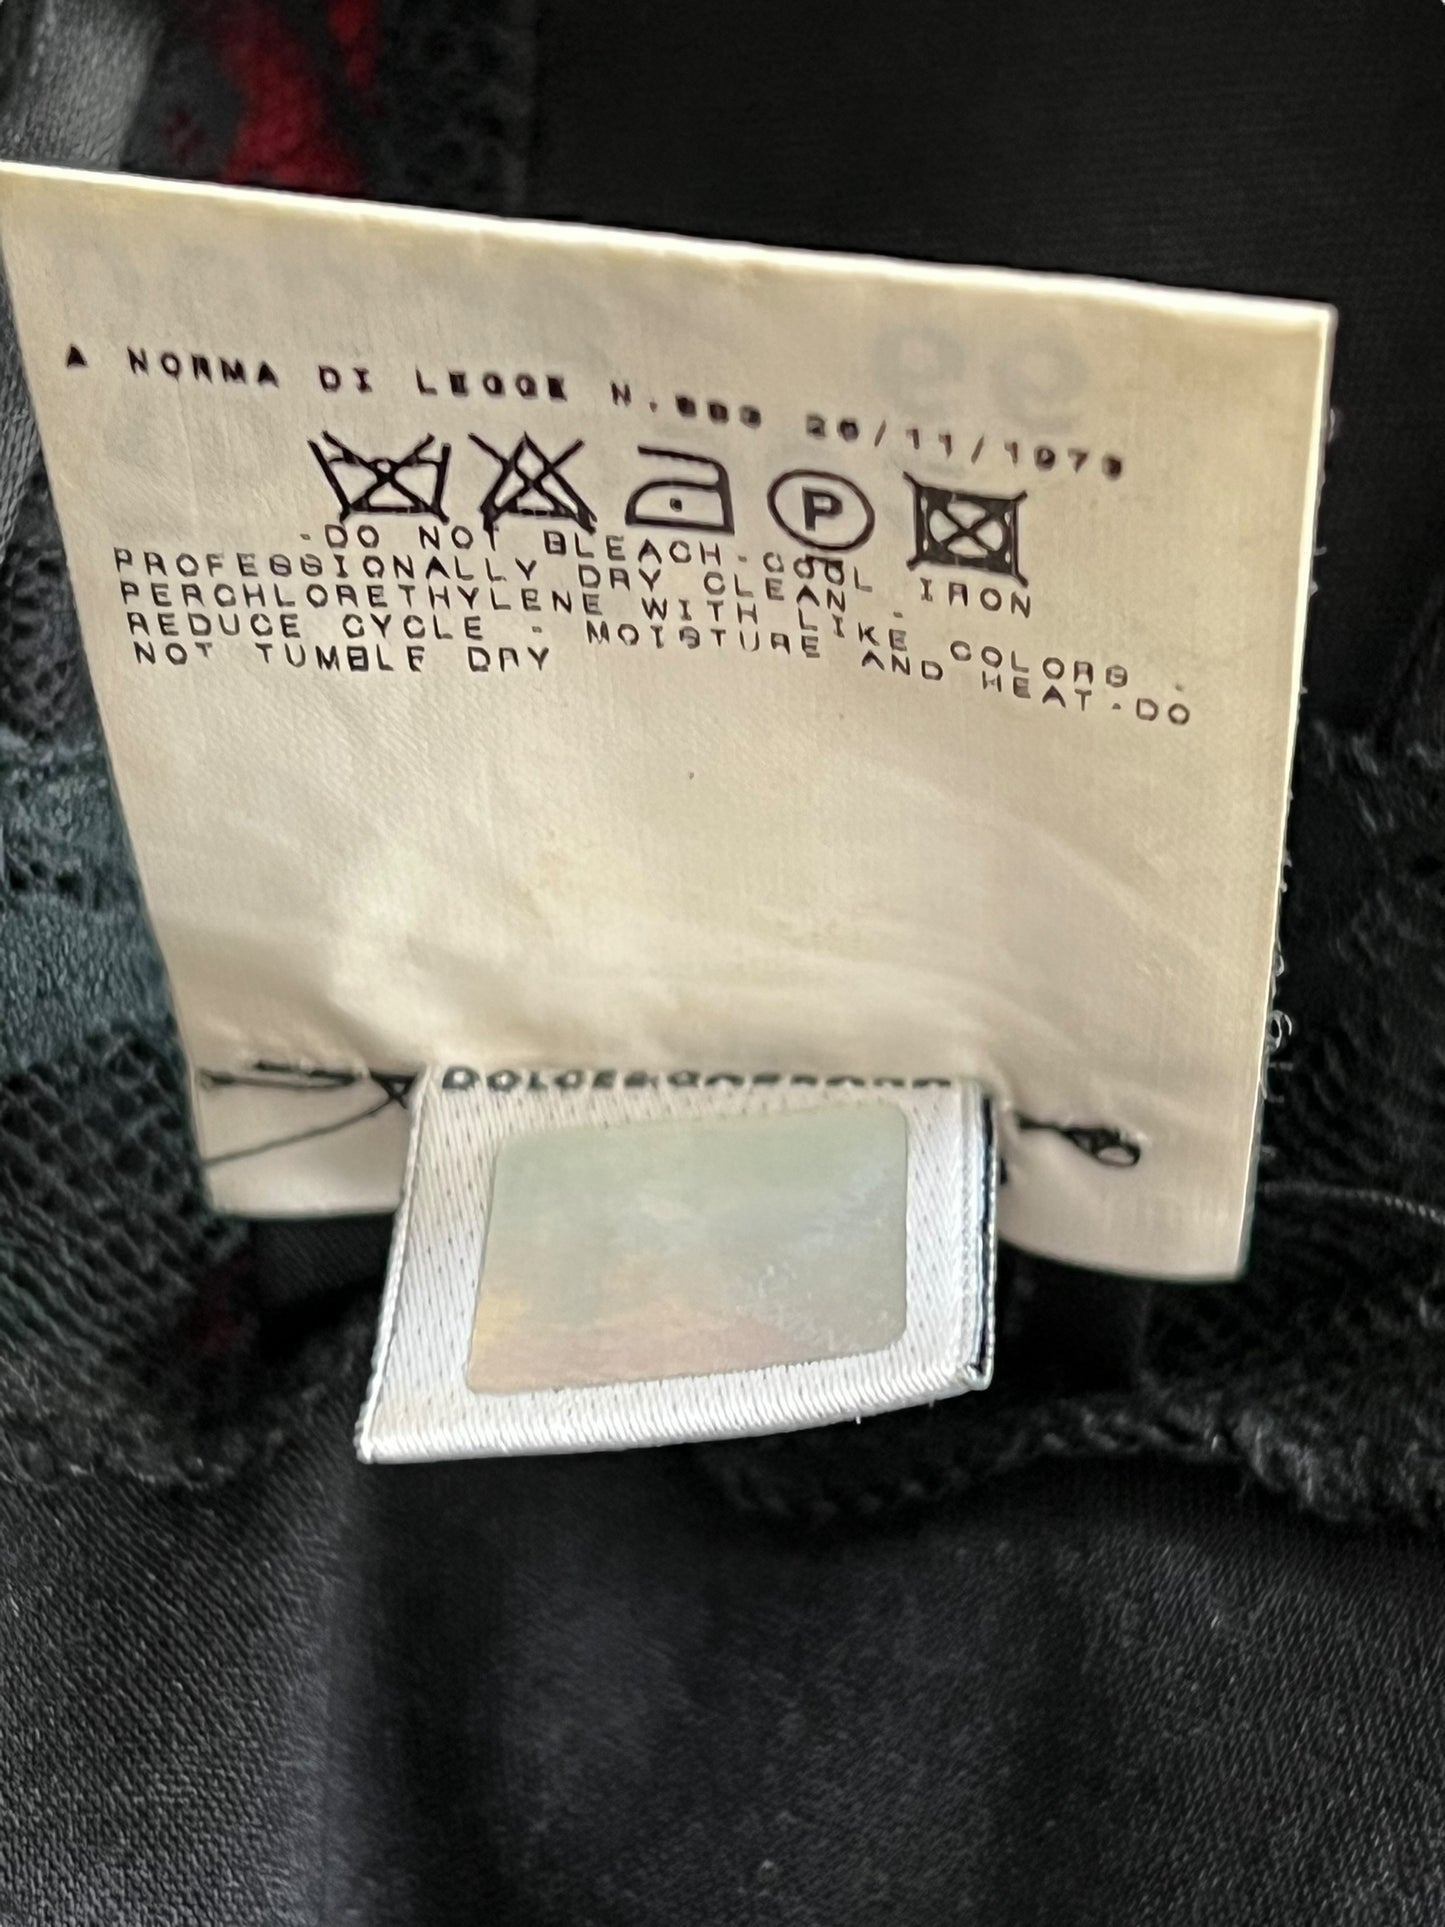 A NORMA DI LEGGE N.883 26/11/1973
P
-DO NOT BLEACH-COOL IRON
PROFESSIONALLY DRY CLEAN -
PERCHLORETHYLENE WITH LIKE COLORS -
REDUCE CYCLE - MOISTURE AND HEAT-DO
NOT TUMBLE DRY
DOLCE&GABBANA